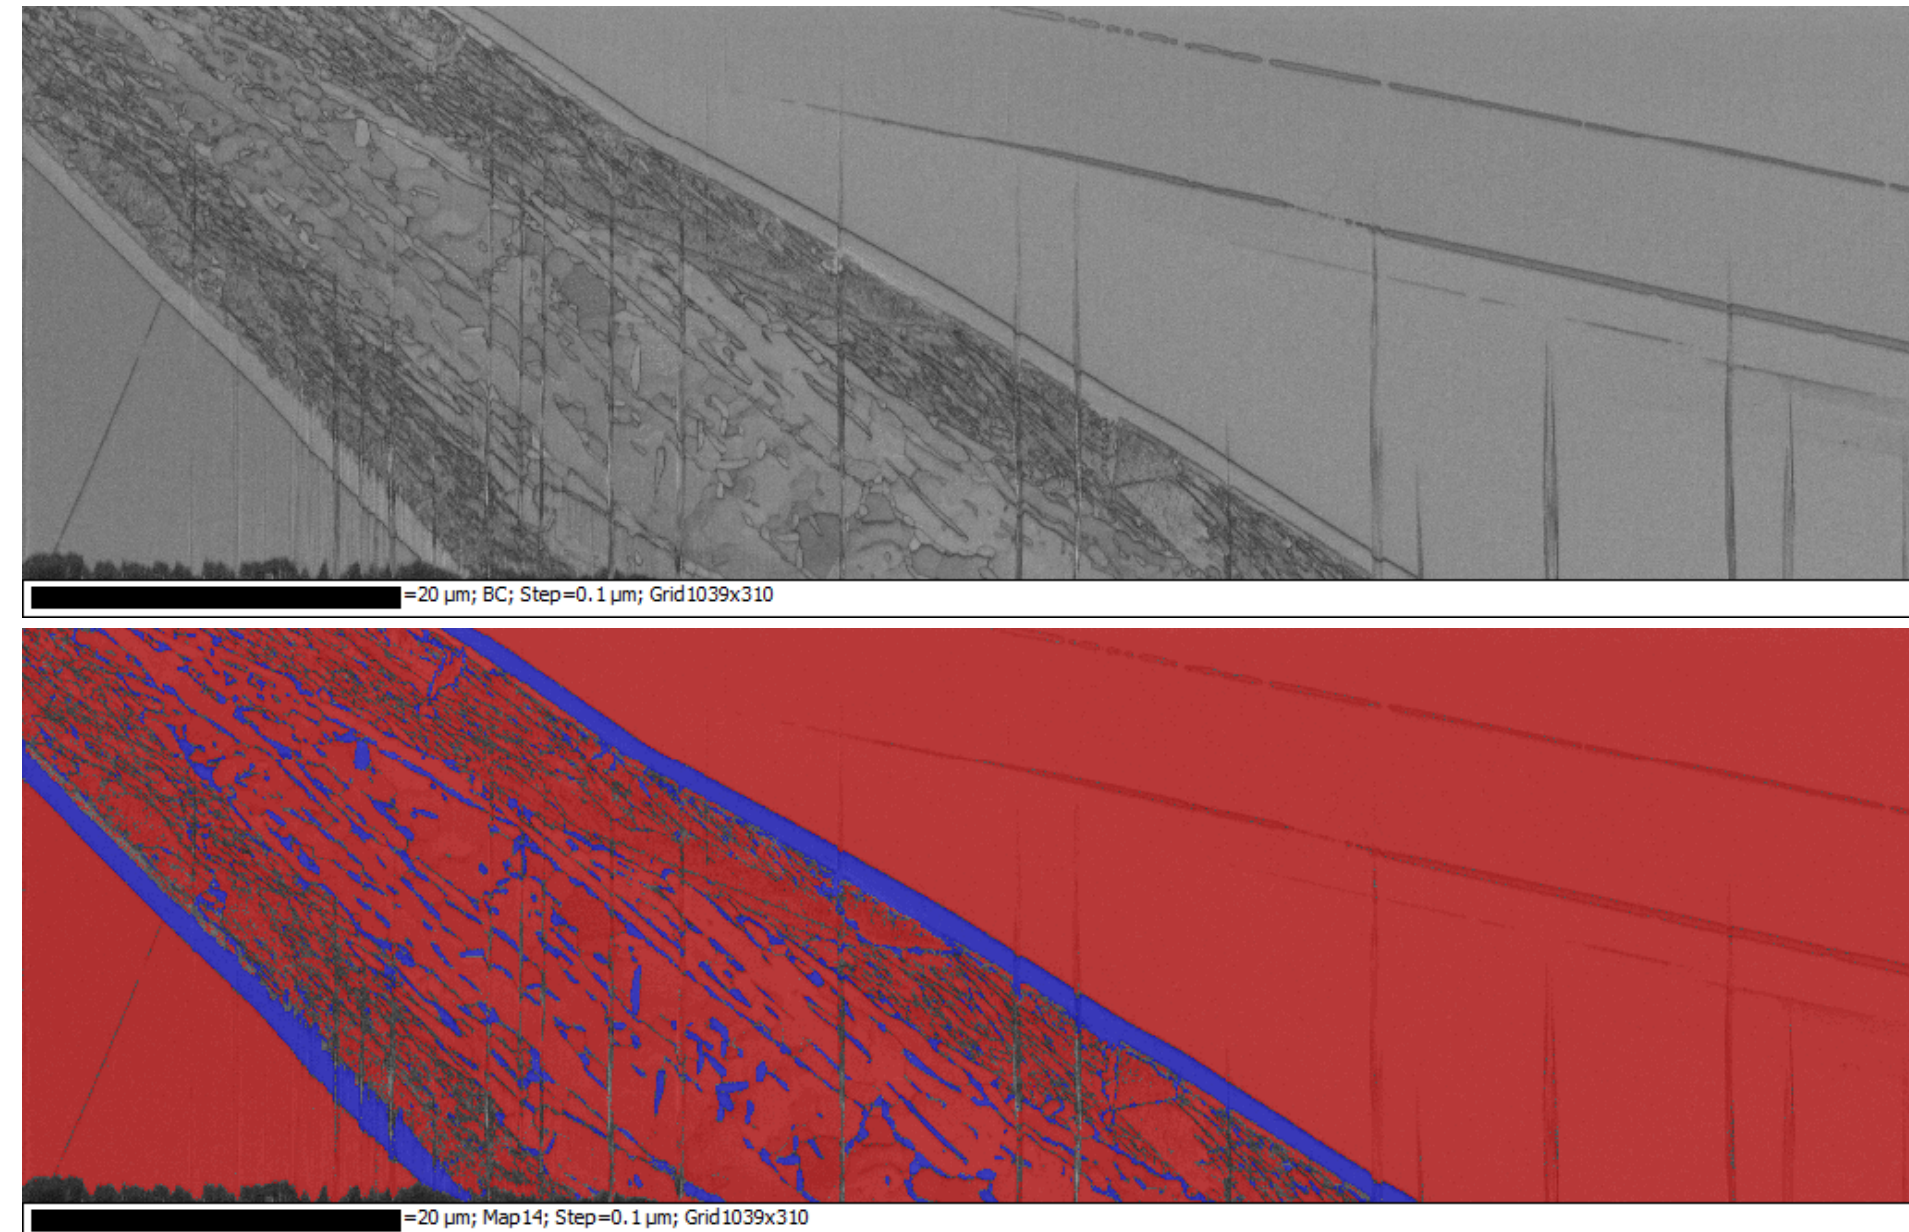 =20 µm; BC; Step=0.1 µm; Grid1039x310
=20 µm; Map14; Step=0.1 µm; Grid1039x310